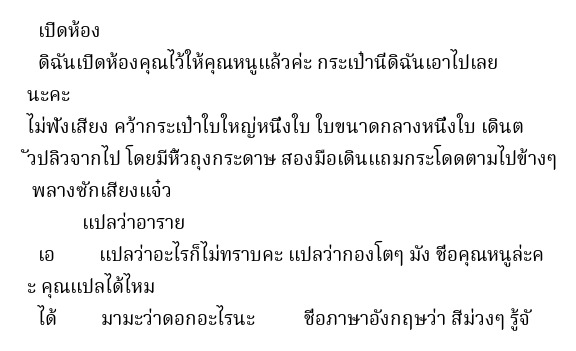 เปิดห้อง
ดิฉันเปิดห้องคุณไว้ให้คุณหนูแล้วค่ะ กระเป๋านี่ดิฉันเอาไปเลย
นะคะ
ไม่ฟังเสียง คว้ากระเป๋าใบใหญ่หนึ่งใบ ใบขนาดกลางหนึ่งใบ เดินต
ัวปลิวจากไป โดยมีหิ้วถุงกระดาษ สองมือเดินแถมกระโดดตามไปข้างๆ
พลางซักเสียงแจ๋ว
แปลว่าอาราย
เอ แปลว่าอะไรก็ไม่ทราบคะ แปลว่ากองโตๆ มัง ชื่อคุณหนูล่ะค
ะ คุณแปลได้ไหม
ได้ มามะว่าดอกอะไรนะ ชื่อภาษาอังกฤษว่า สีม่วงๆ รู้จั